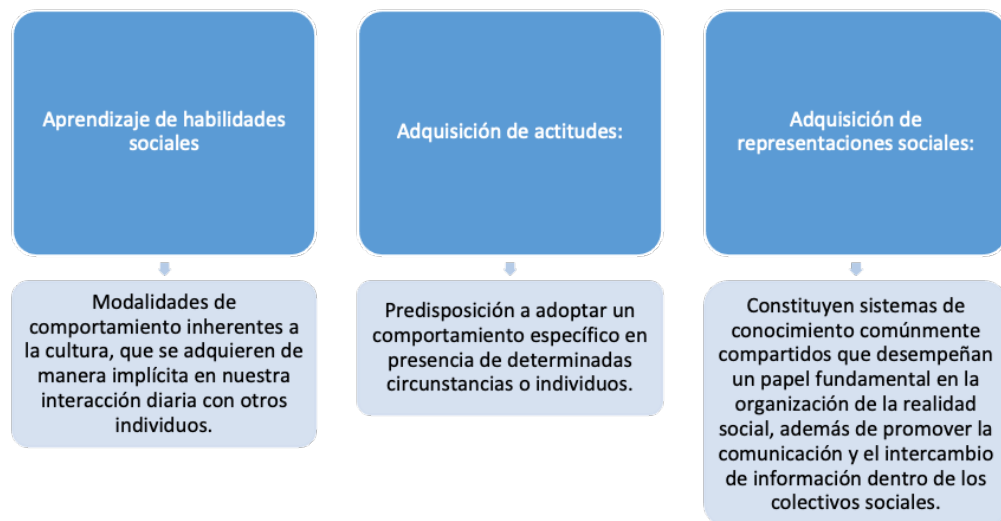 Aprendizaje de habilidades
sociales
Modalidades de
comportamiento inherentes a
la cultura, que se adquieren de
manera implícita en nuestra
interacción diaria con otros
individuos.
Adquisición de actitudes:
Predisposición a adoptar un
comportamiento específico en
presencia de determinadas
circunstancias o individuos.
Adquisición de
representaciones sociales:
Constituyen sistemas de
conocimiento comúnmente
compartidos que desempeñan
un papel fundamental en la
organización de la realidad
social, además de promover la
comunicación y el intercambio
de información dentro de los
colectivos sociales.